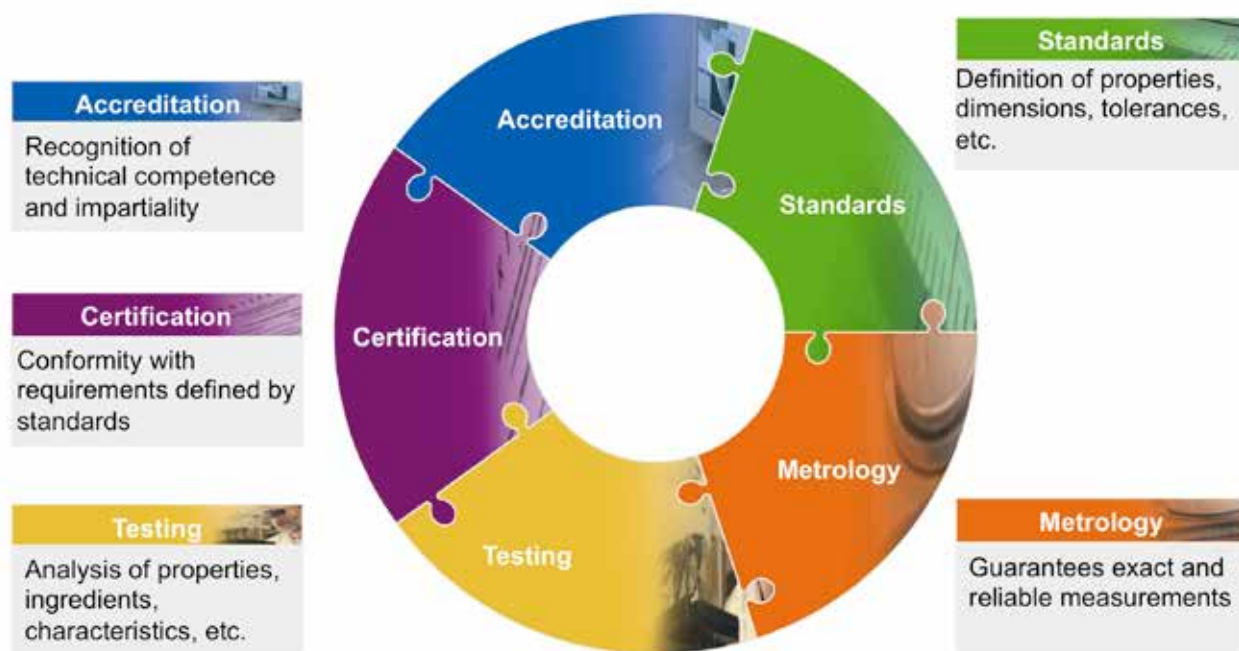 Accreditation
Recognition of
technical competence
and impartiality
Certification
Conformity with
requirements defined by
standards
Testing
Analysis of properties,
ingredients,
characteristics, etc.
Accreditation
Standards
Certification
Metrology
Testing
Standards
Definition of properties,
dimensions, tolerances,
etc.
Metrology
Guarantees exact and
reliable measurements